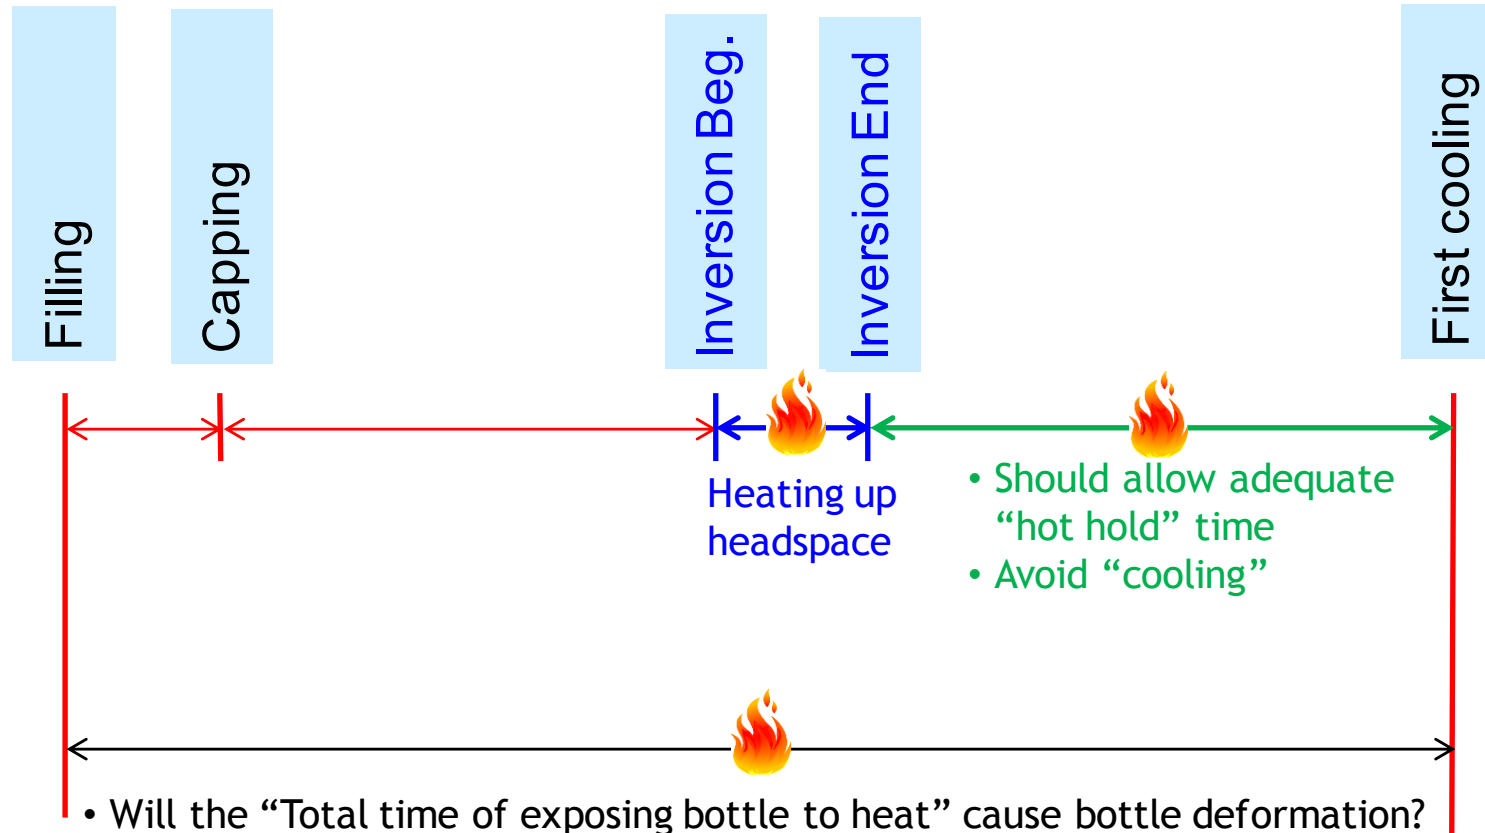 Filling
Capping
Inversion Beg.
Inversion End
First cooling
Heating up
headspace
• Should allow adequate
“hot hold” time
• Avoid “cooling”
• Will the “Total time of exposing bottle to heat” cause bottle deformation?